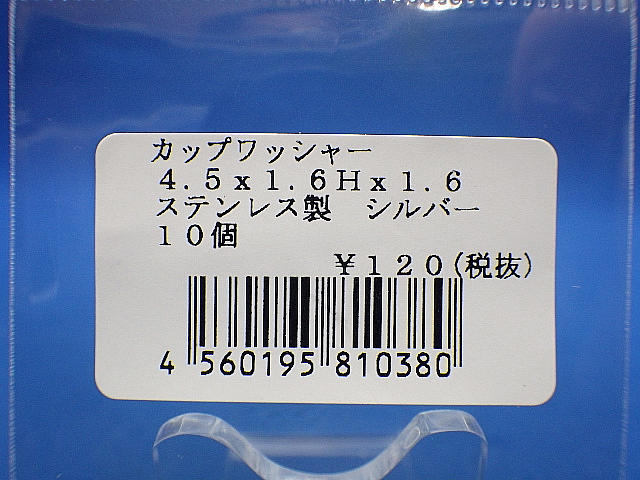 カップワッシャー
４.５ｘ１.６Ｈｘ１.６
ステンレス製　シルバー
１０個
￥１２０(税抜)
4 560195 810380